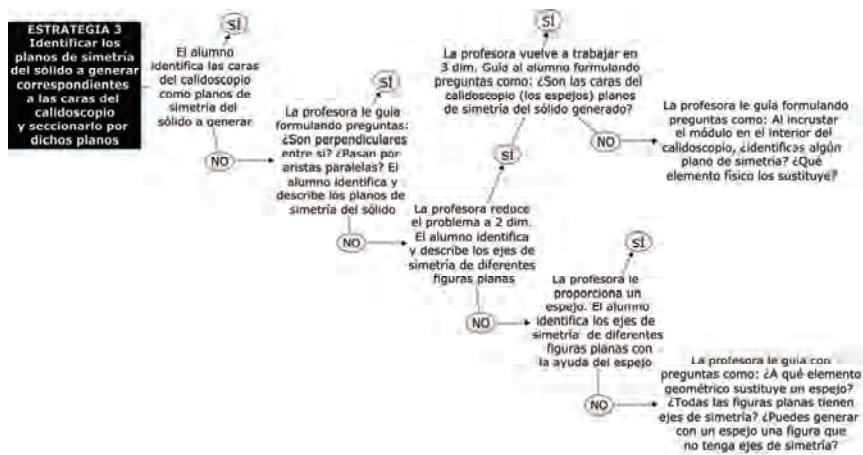 ESTRATEGIA 3
Identificar los
planos de simetría
del sólido a generar
correspondientes
a las caras del
calidoscopio
y seccionarlo por
dichos planos
SÍ
El alumno
identifica las caras
del calidoscopio
como planos de
simetría del
sólido a generar
NO
SÍ
La profesora le guía
formulando preguntas:
¿Son perpendiculares
entre sí? ¿Pasan por
aristas paralelas? El
alumno identifica y
describe los planos de
simetría del sólido
NO
SÍ
La profesora reduce
el problema a 2 dim.
El alumno identifica
y describe los ejes de
simetría de diferentes
figuras planas
NO
SÍ
La profesora vuelve a trabajar en
3 dim. Guía al alumno formulando
preguntas como: ¿Son las caras del
calidoscopio (los espejos) planos
de simetría del sólido generado?
NO
La profesora le guía formulando
preguntas como: Al incrustar
el módulo en el interior del
calidoscopio, ¿identificas algún
plano de simetría? ¿Qué
elemento físico los sustituye?
SÍ
La profesora le
proporciona un
espejo. El alumno
identifica los ejes de
simetría de diferentes
figuras planas con
la ayuda del espejo
NO
La profesora le guía con
preguntas como: ¿A qué elemento
geométrico sustituye un espejo?
¿Todas las figuras planas tienen
ejes de simetría? ¿Puedes generar
con un espejo una figura que
no tenga ejes de simetría?